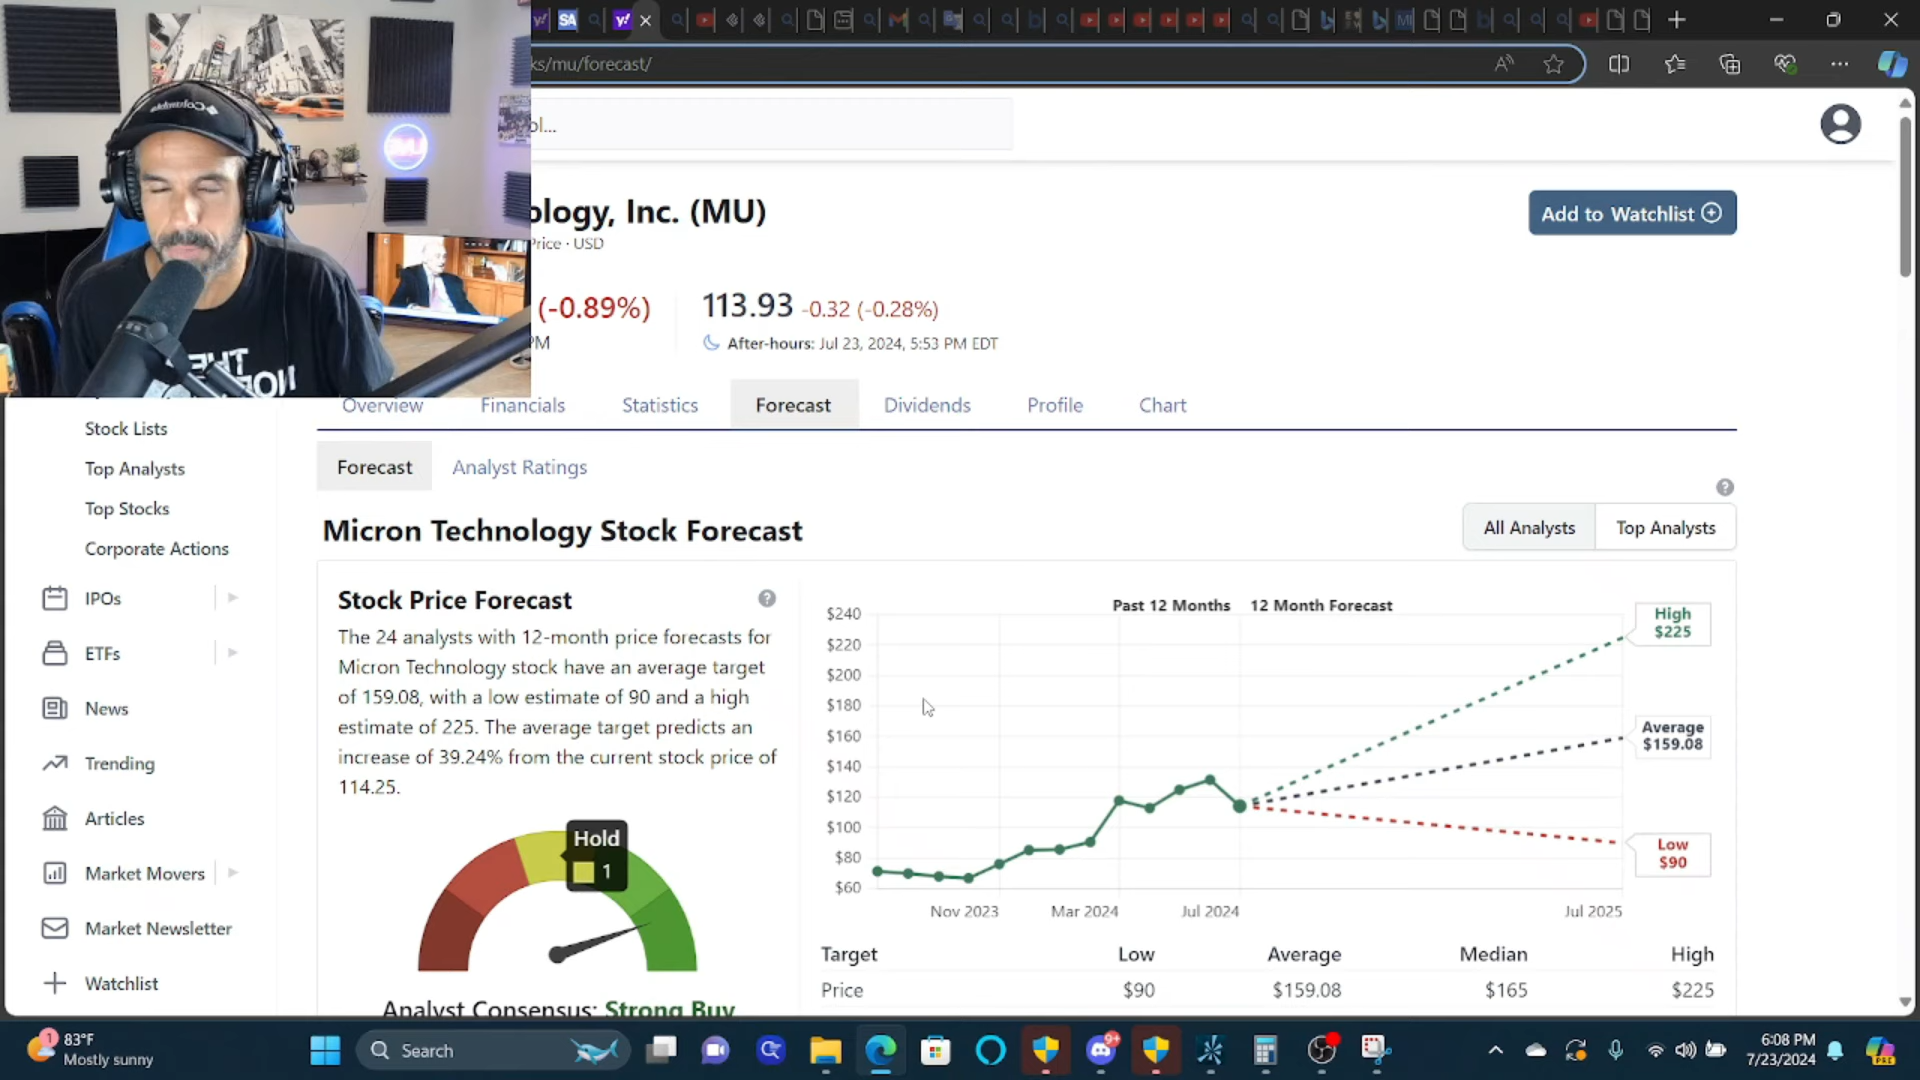 ks/mu/forecast/
ol...
ology, Inc. (MU)
Price · USD
Add to Watchlist
(-0.89%)
113.93 -0.32 (-0.28%)
PM
After-hours: Jul 23, 2024, 5:53 PM EDT
Overview
Financials
Statistics
Forecast
Dividends
Profile
Chart
Stock Lists
Top Analysts
Top Stocks
Corporate Actions
IPOs
ETFs
News
Trending
Articles
Market Movers
Market Newsletter
Watchlist
Forecast
Analyst Ratings
Micron Technology Stock Forecast
All Analysts
Top Analysts
Stock Price Forecast
The 24 analysts with 12-month price forecasts for
Micron Technology stock have an average target
of 159.08, with a low estimate of 90 and a high
estimate of 225. The average target predicts an
increase of 39.24% from the current stock price of
114.25.
Hold
1
Analyst Consensus: Strong Buy
Past 12 Months
12 Month Forecast
$240
$220
$200
$180
$160
$140
$120
$100
$80
$60
High
$225
Average
$159.08
Low
$90
Nov 2023
Mar 2024
Jul 2024
Jul 2025
Target Low Average Median High
Price $90 $159.08 $165 $225
1
83°F
Mostly sunny
Search
9+
6:08 PM
7/23/2024